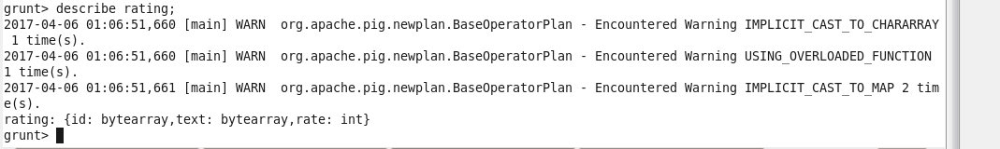 grunt> describe rating;
2017-04-06 01:06:51,660 [main] WARN  org.apache.pig.newplan.BaseOperatorPlan - Encountered Warning IMPLICIT_CAST_TO_CHARARRAY
 1 time(s).
2017-04-06 01:06:51,660 [main] WARN  org.apache.pig.newplan.BaseOperatorPlan - Encountered Warning USING_OVERLOADED_FUNCTION
1 time(s).
2017-04-06 01:06:51,661 [main] WARN  org.apache.pig.newplan.BaseOperatorPlan - Encountered Warning IMPLICIT_CAST_TO_MAP 2 tim
e(s).
rating: {id: bytearray,text: bytearray,rate: int}
grunt>